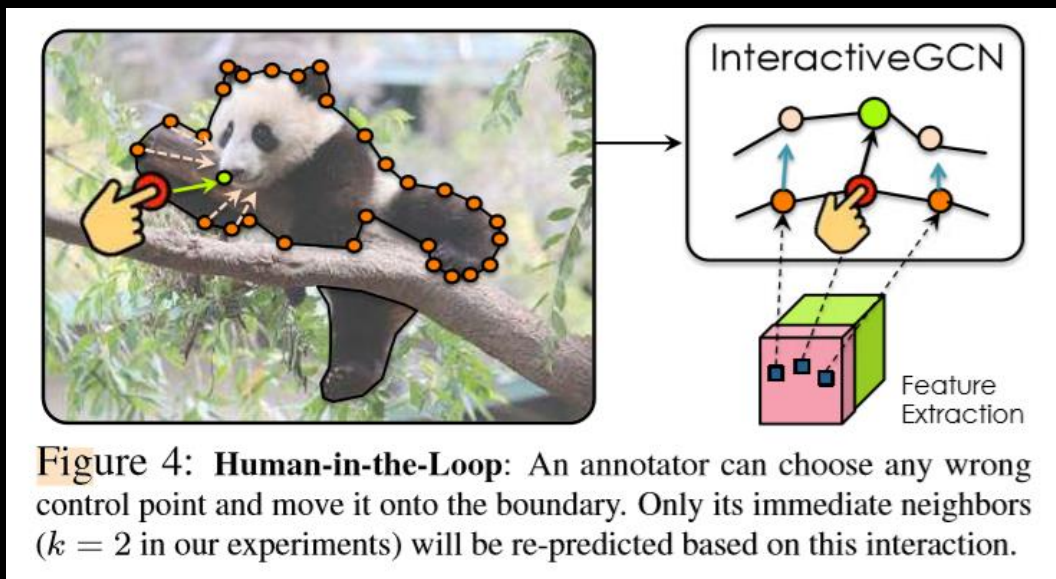 InteractiveGCN
Feature
Extraction
Figure 4: Human-in-the-Loop: An annotator can choose any wrong
control point and move it onto the boundary. Only its immediate neighbors
(k = 2 in our experiments) will be re-predicted based on this interaction.